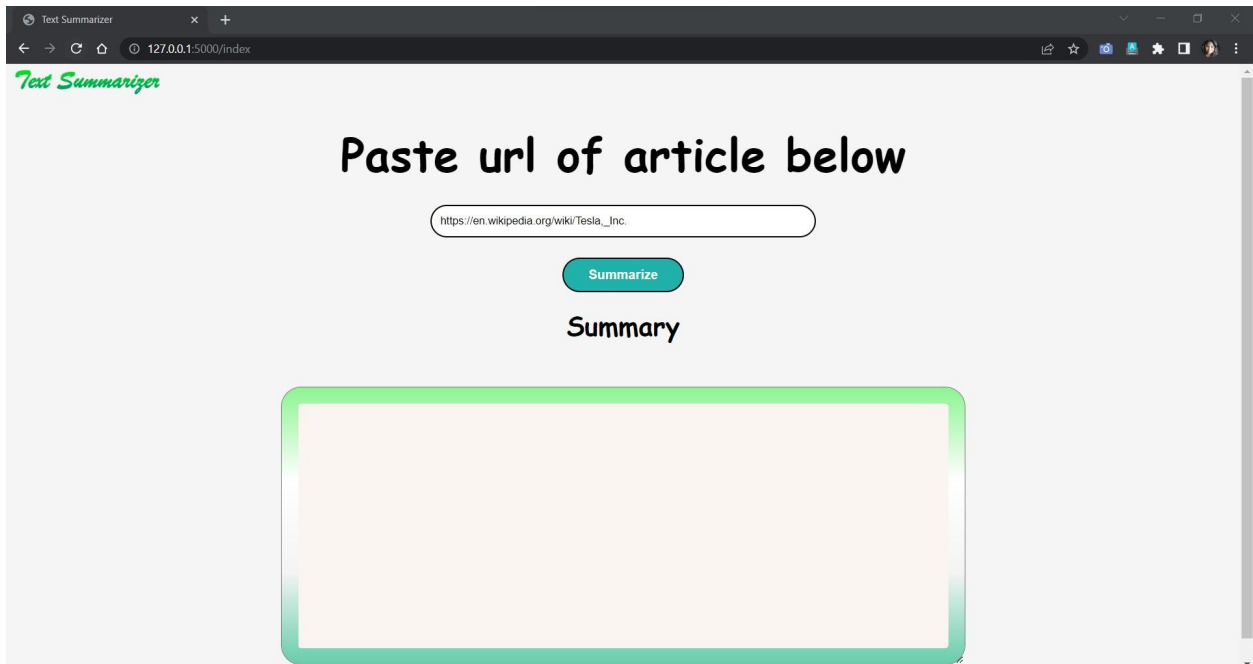 Text Summarizer
127.0.0.1:5000/index
Text Summarizer
Paste url of article below
https://en.wikipedia.org/wiki/Tesla,_Inc.
Summarize
Summary